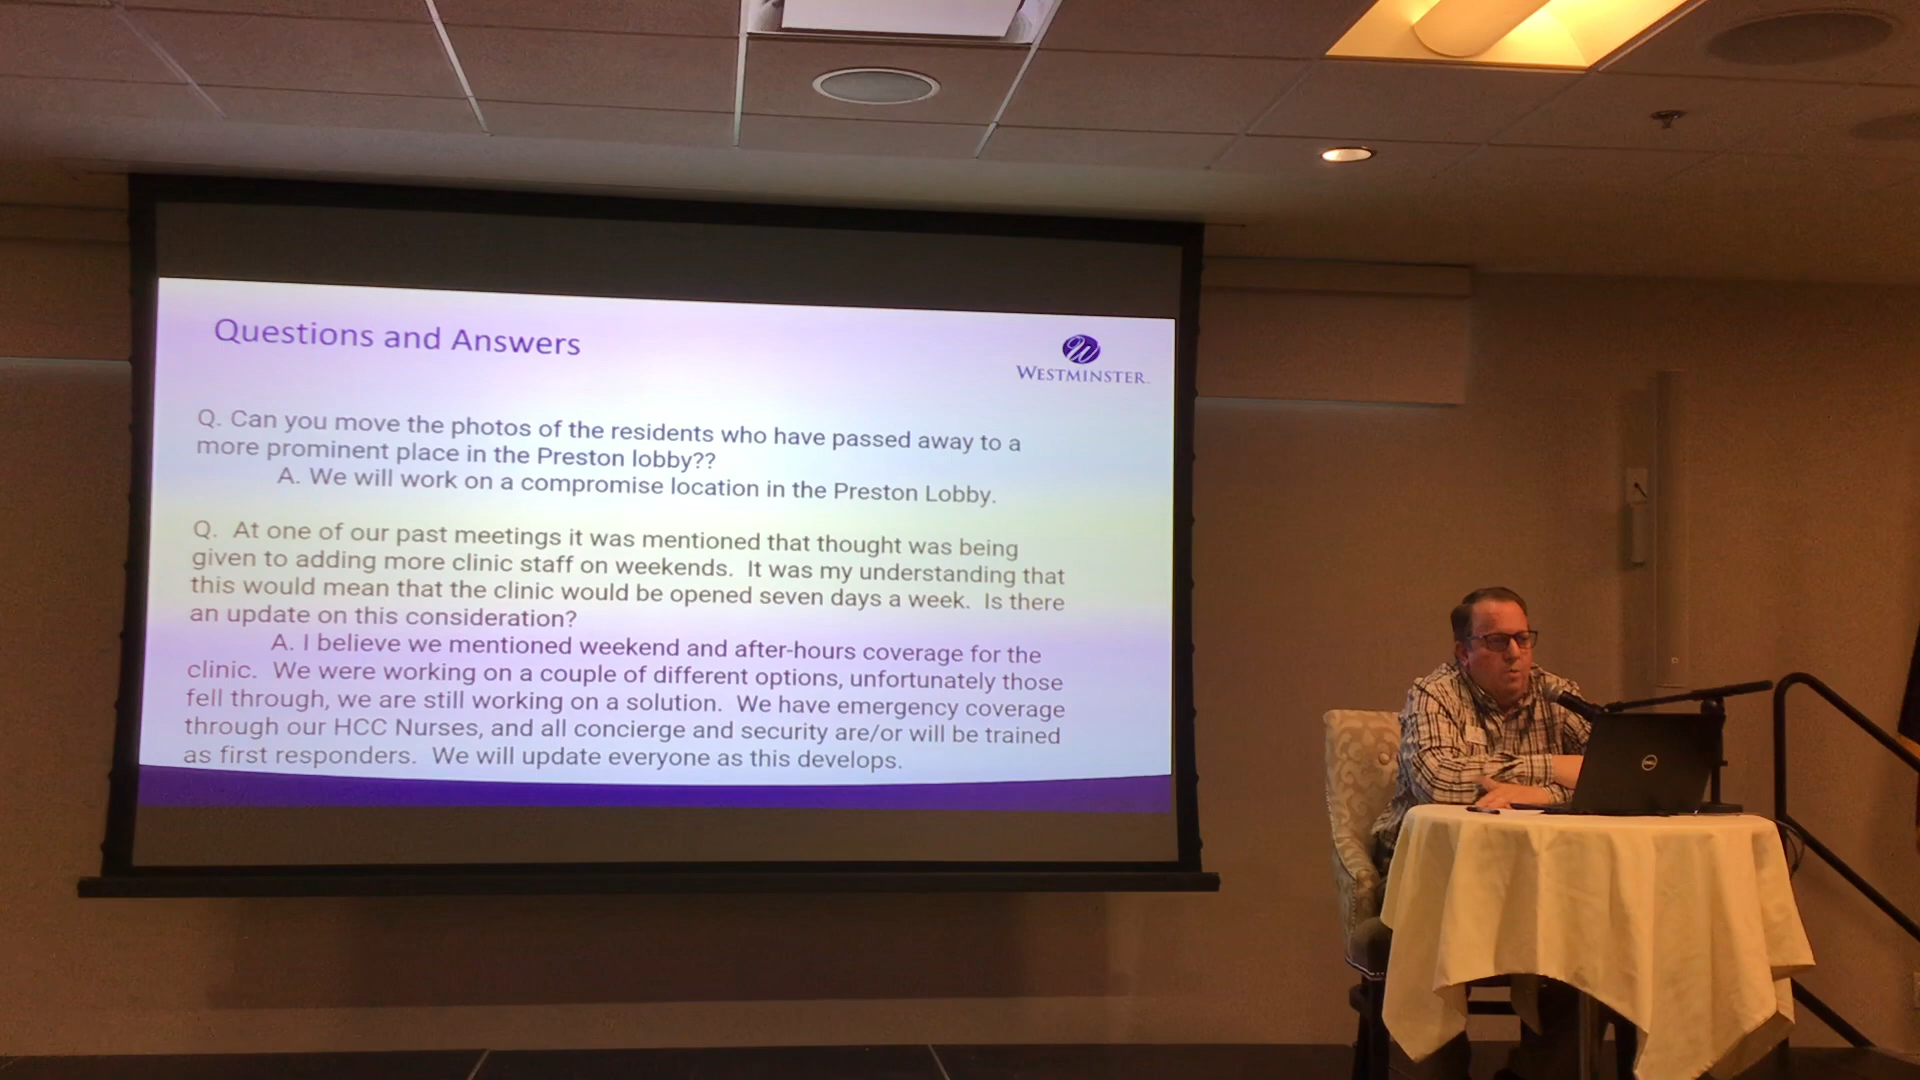 Questions and Answers
W
WESTMINSTER.
Q. Can you move the photos of the residents who have passed away to a
more prominent place in the Preston lobby??
A. We will work on a compromise location in the Preston Lobby.
Q. At one of our past meetings it was mentioned that thought was being
given to adding more clinic staff on weekends. It was my understanding that
this would mean that the clinic would be opened seven days a week. Is there
an update on this consideration?
A. I believe we mentioned weekend and after-hours coverage for the
clinic. We were working on a couple of different options, unfortunately those
fell through, we are still working on a solution. We have emergency coverage
through our HCC Nurses, and all concierge and security are/or will be trained
as first responders. We will update everyone as this develops.
DELL